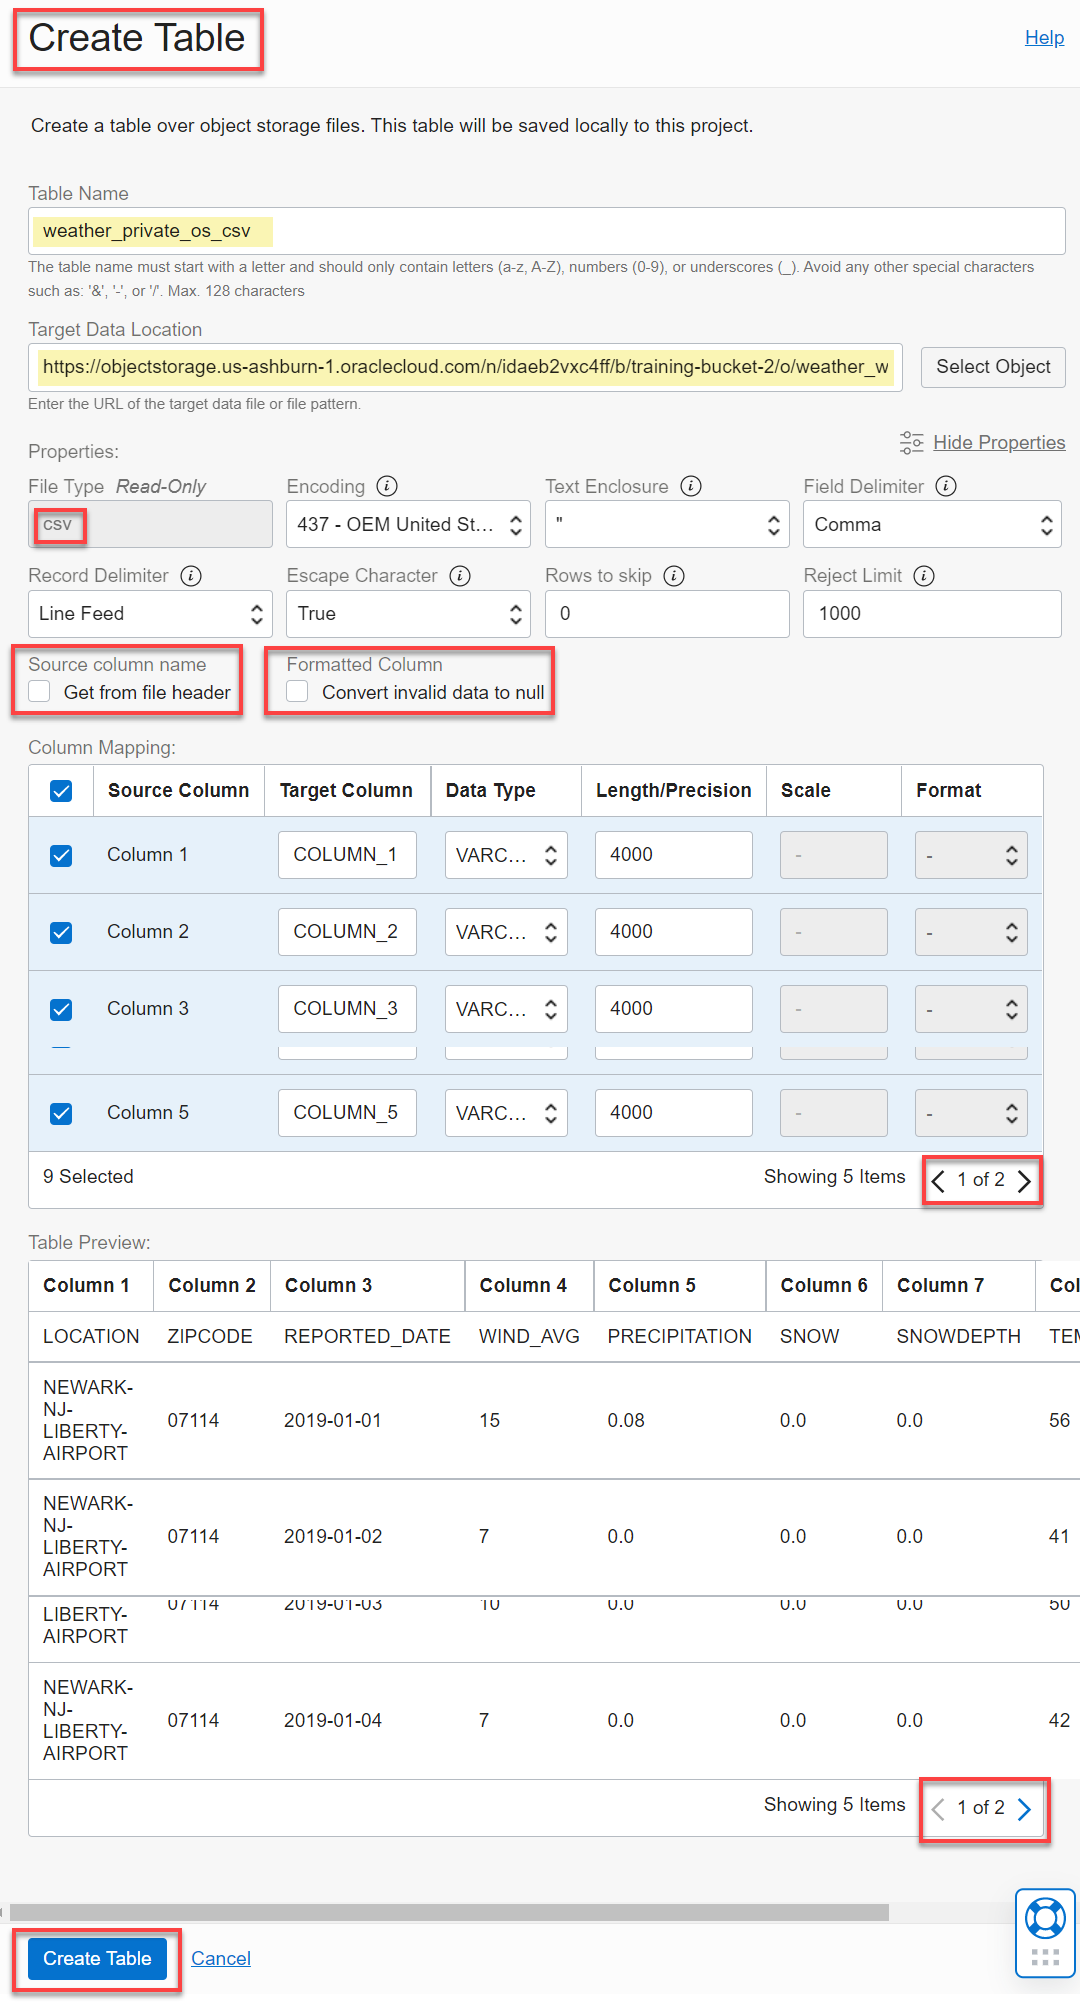 Create Table
Help
Create a table over object storage files. This table will be saved locally to this project.
Table Name
weather_private_os_csv
The table name must start with a letter and should only contain letters (a-z, A-Z), numbers (0-9), or underscores (_). Avoid any other special characters
such as: '&', '-', or '/'. Max. 128 characters
Target Data Location
https://objectstorage.us-ashburn-1.oraclecloud.com/n/idaeb2vxc4ff/b/training-bucket-2/o/weather_w
Select Object
Enter the URL of the target data file or file pattern.
Properties:
Hide Properties
File Type Read-Only
Encoding
Text Enclosure
Field Delimiter
CSV
437 - OEM United St...
"
Comma
Record Delimiter
Escape Character
Rows to skip
Reject Limit
Line Feed
True
0
1000
Source column name
Formatted Column
Get from file header
Convert invalid data to null
Column Mapping:
Source Column Target Column Data Type Length/Precision Scale Format
Column 1 COLUMN_1 VARC... 4000 - -
Column 2 COLUMN_2 VARC... 4000 - -
Column 3 COLUMN_3 VARC... 4000 - -
Column 5 COLUMN_5 VARC... 4000 - -
9 Selected
Showing 5 Items
1 of 2
Table Preview:
Column 1 Column 2 Column 3 Column 4 Column 5 Column 6 Column 7 Col
LOCATION ZIPCODE REPORTED_DATE WIND_AVG PRECIPITATION SNOW SNOWDEPTH TEM
NEWARK-
NJ-
LIBERTY-
AIRPORT
07114 2019-01-01 15 0.08 0.0 0.0 56
NEWARK-
NJ-
LIBERTY-
AIRPORT
07114 2019-01-02 7 0.0 0.0 0.0 41
07114 2019-01-03 10 0.0 0.0 0.0 50
LIBERTY-
AIRPORT
NEWARK-
NJ-
LIBERTY-
AIRPORT
07114 2019-01-04 7 0.0 0.0 0.0 42
Showing 5 Items
1 of 2
Create Table
Cancel